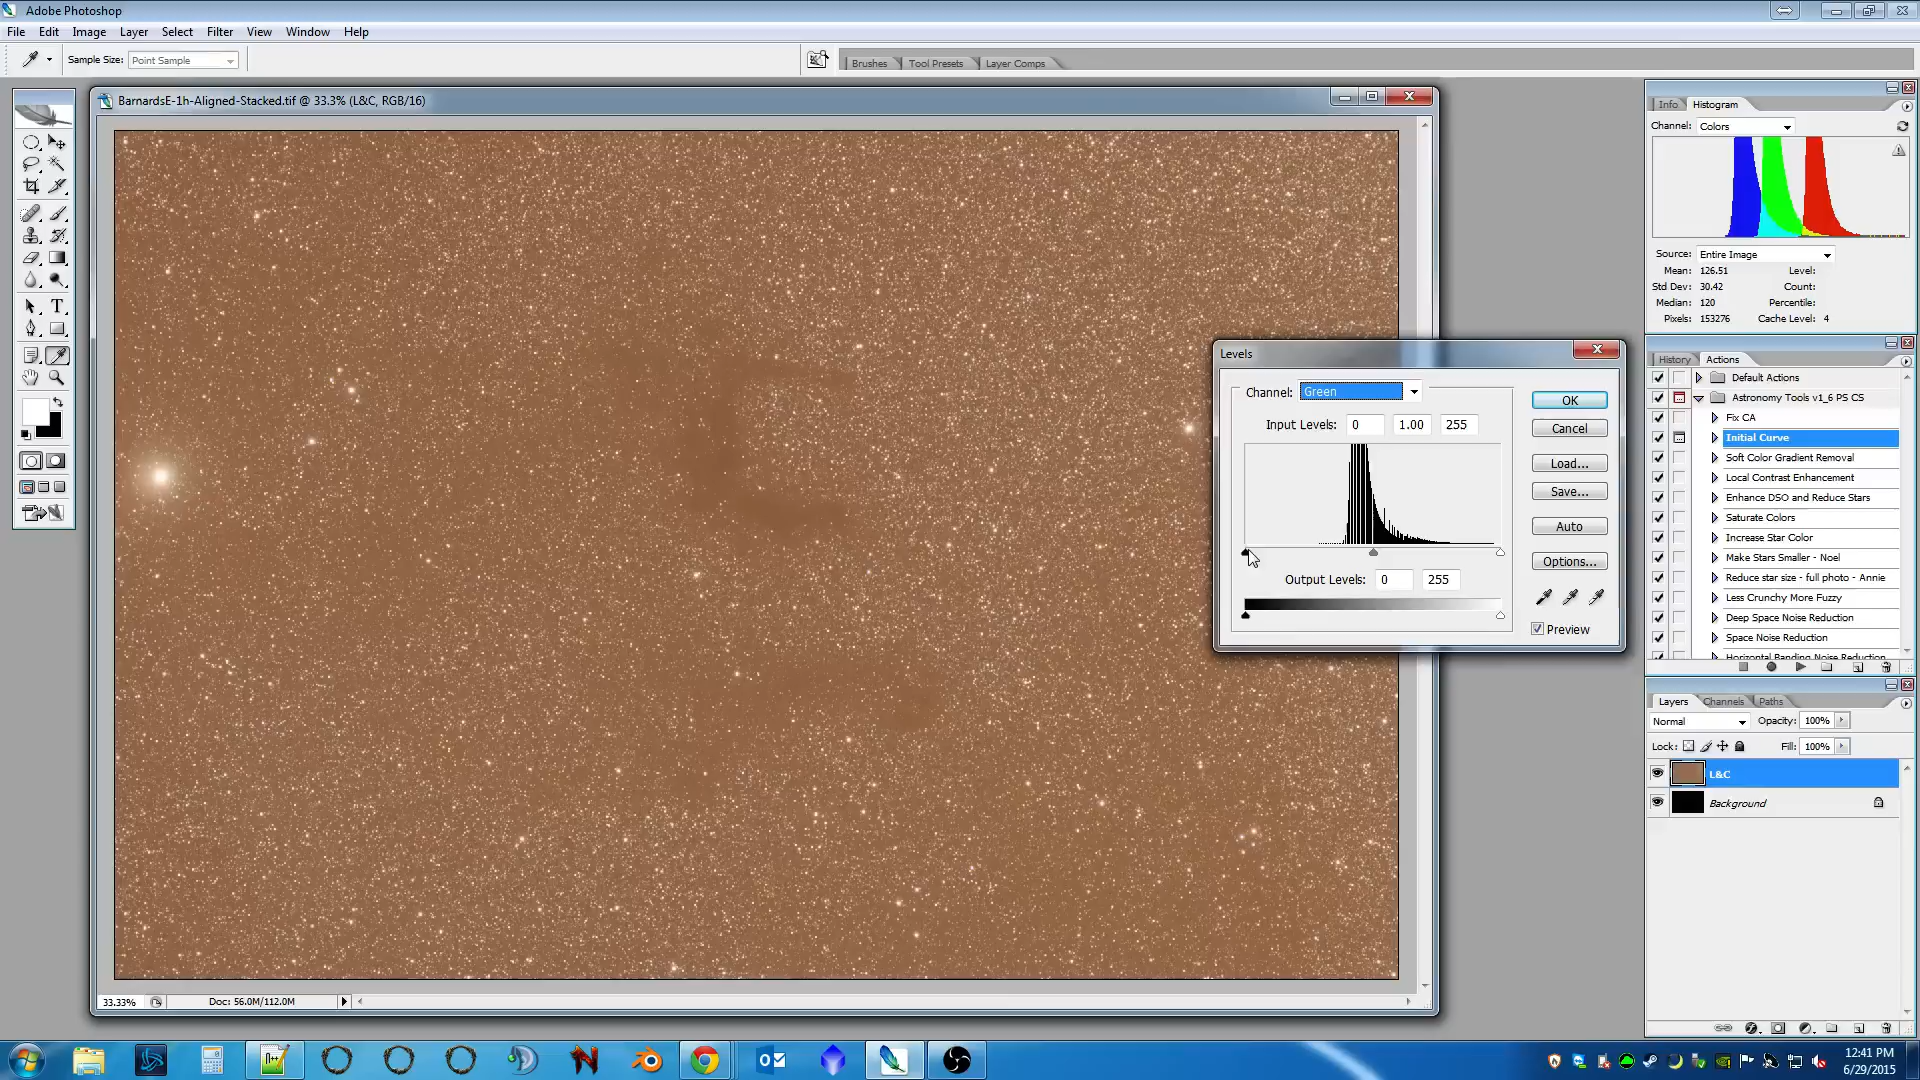 Adobe Photoshop
File Edit Image Layer Select Filter View Window Help
Sample Size: Point Sample
Brushes Tool Presets Layer Comps
BarnardsE-1h-Aligned-Stacked.tif @ 33.3% (L&C, RGB/16)
Info Histogram
Channel: Colors
Source: Entire Image
Mean: 126.51 Level:
Std Dev: 30.42 Count:
Median: 120 Percentile:
Pixels: 153276 Cache Level: 4
Levels
Channel: Green
Input Levels: 0 1.00 255
Output Levels: 0 255
OK
Cancel
Load...
Save...
Auto
Options...
Preview
History Actions
Default Actions
Astronomy Tools v1_6 PS CS
Fix CA
Initial Curve
Soft Color Gradient Removal
Local Contrast Enhancement
Enhance DSO and Reduce Stars
Saturate Colors
Increase Star Color
Make Stars Smaller - Noel
Reduce star size - full photo - Annie
Less Crunchy More Fuzzy
Deep Space Noise Reduction
Space Noise Reduction
Horizontal Banding Noise Reduction
Layers Channels Paths
Normal Opacity: 100%
Lock: Fill: 100%
L&C
Background
33.33% Doc: 56.0M/112.0M
12:41 PM
6/29/2015